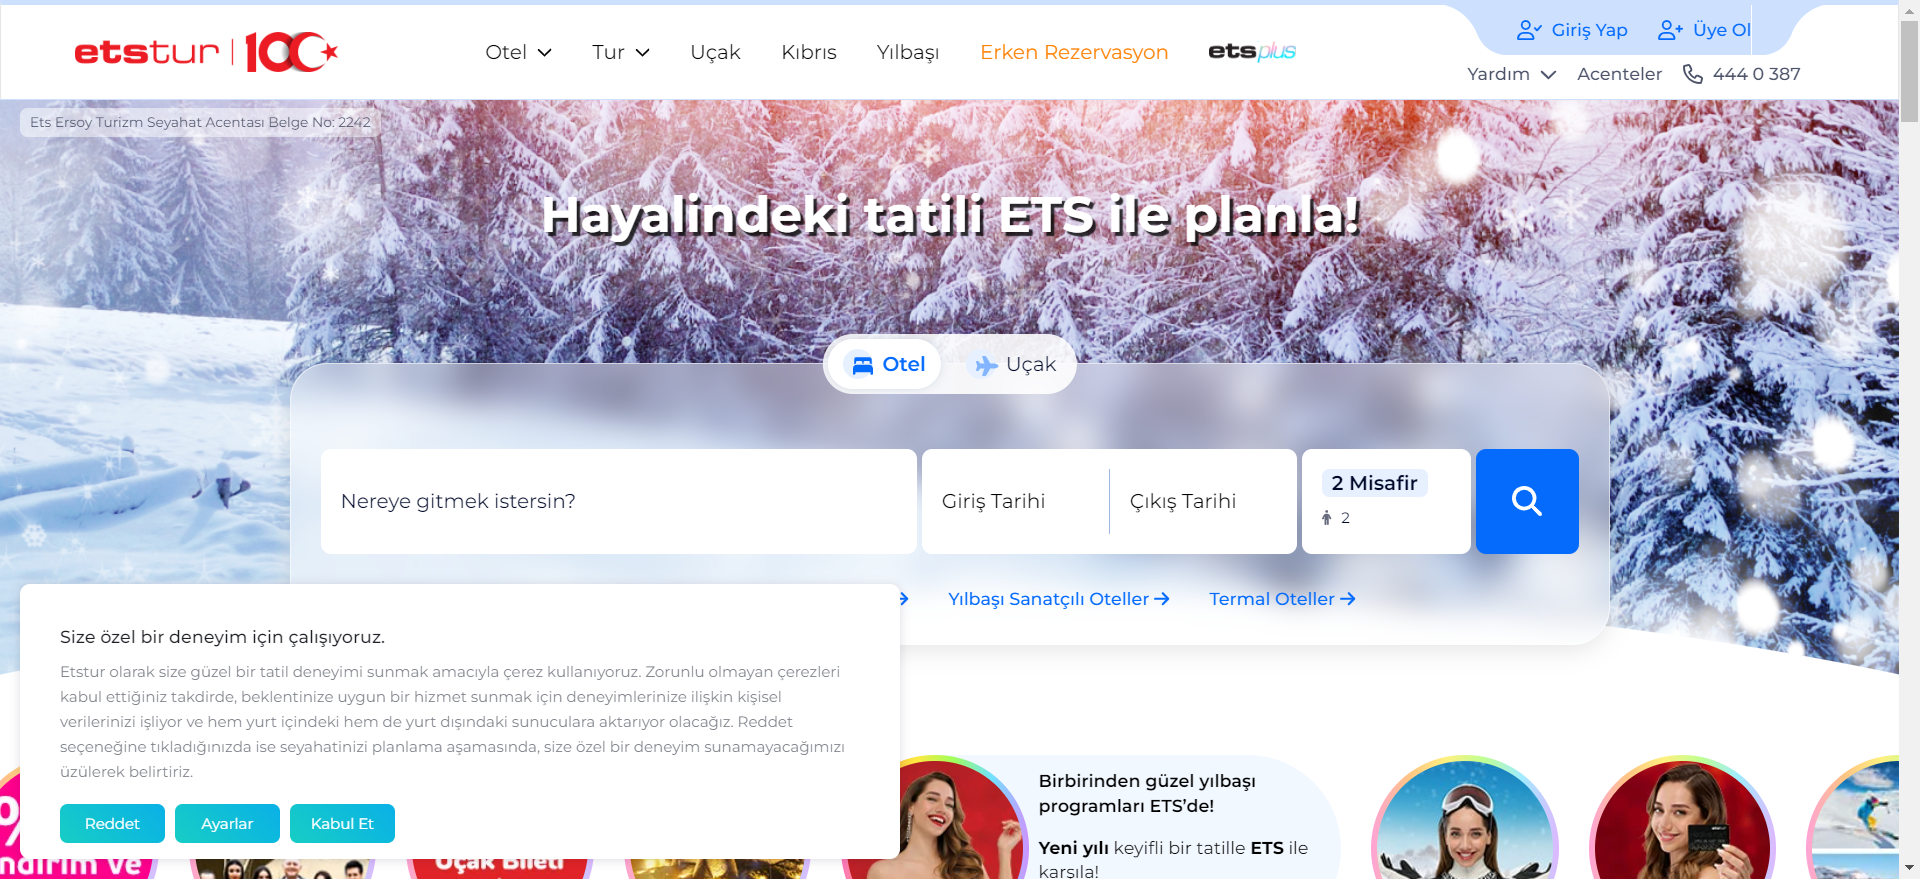 etstur 100
Otel
Tur
Uçak
Kıbrıs
Yılbaşı
Erken Rezervasyon
ets plus
Giriş Yap
Üye Ol
Yardım
Acenteler
444 0 387
Ets Ersoy Turizm Seyahat Acentası Belge No: 2242
Hayalindeki tatili ETS ile planla!
Otel
Uçak
Nereye gitmek istersin?
Giriş Tarihi
Çıkış Tarihi
2 Misafir
2
Yılbaşı Sanatçılı Oteller
Termal Oteller
Size özel bir deneyim için çalışıyoruz.
Etstur olarak size güzel bir tatil deneyimi sunmak amacıyla çerez kullanıyoruz. Zorunlu olmayan çerezleri
kabul ettiğiniz takdirde, beklentinize uygun bir hizmet sunmak için deneyimlerinize ilişkin kişisel
verilerinizi işliyor ve hem yurt içindeki hem de yurt dışındaki sunuculara aktarıyor olacağız. Reddet
seçeneğine tıkladığınızda ise seyahatinizi planlama aşamasında, size özel bir deneyim sunamayacağımızı
üzülerek belirtiriz.
Reddet
Ayarlar
Kabul Et
Birbirinden güzel yılbaşı
programları ETS’de!
Yeni yılı keyifli bir tatille ETS ile
karşıla!
%
ndirim ve
Uçak Bileti